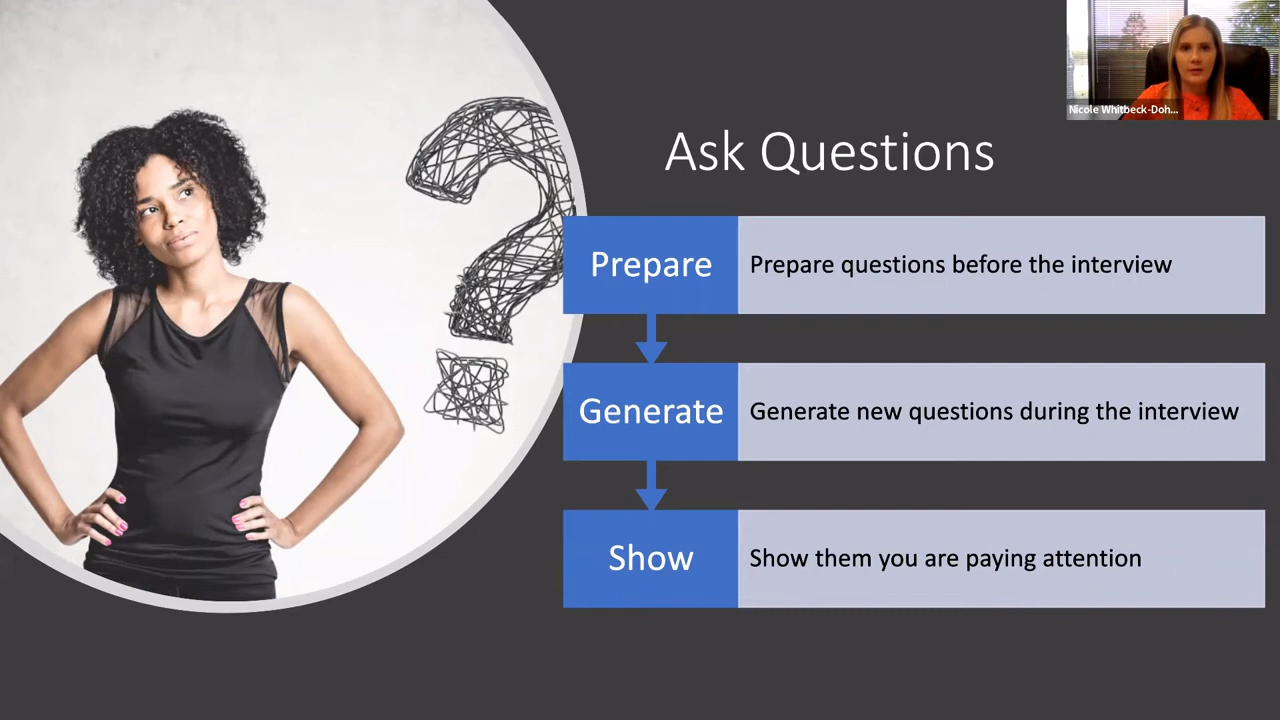 Nicole Whitbeck-Doh...
Ask Questions
Prepare
Prepare questions before the interview
Generate
Generate new questions during the interview
Show
Show them you are paying attention